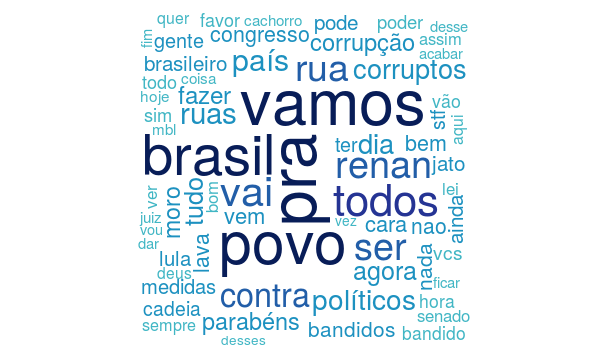 quer favor cachorro pode poder desse
fim gente congresso corrupção assim
acabar
brasileiro país rua corruptos
todo coisa
hoje fazer vamos vão
sim ruas stf aqui
mbl
brasil pra ter dia bem
renan jato
ver moro tudo bom vai todos lei
juiz vem vez cara nao ainda
vou
dar povo ser nada vcs
lula lava
deus agora ficar
medidas contra políticos hora
cadeia senado
sempre parabéns bandidos bandido
desses